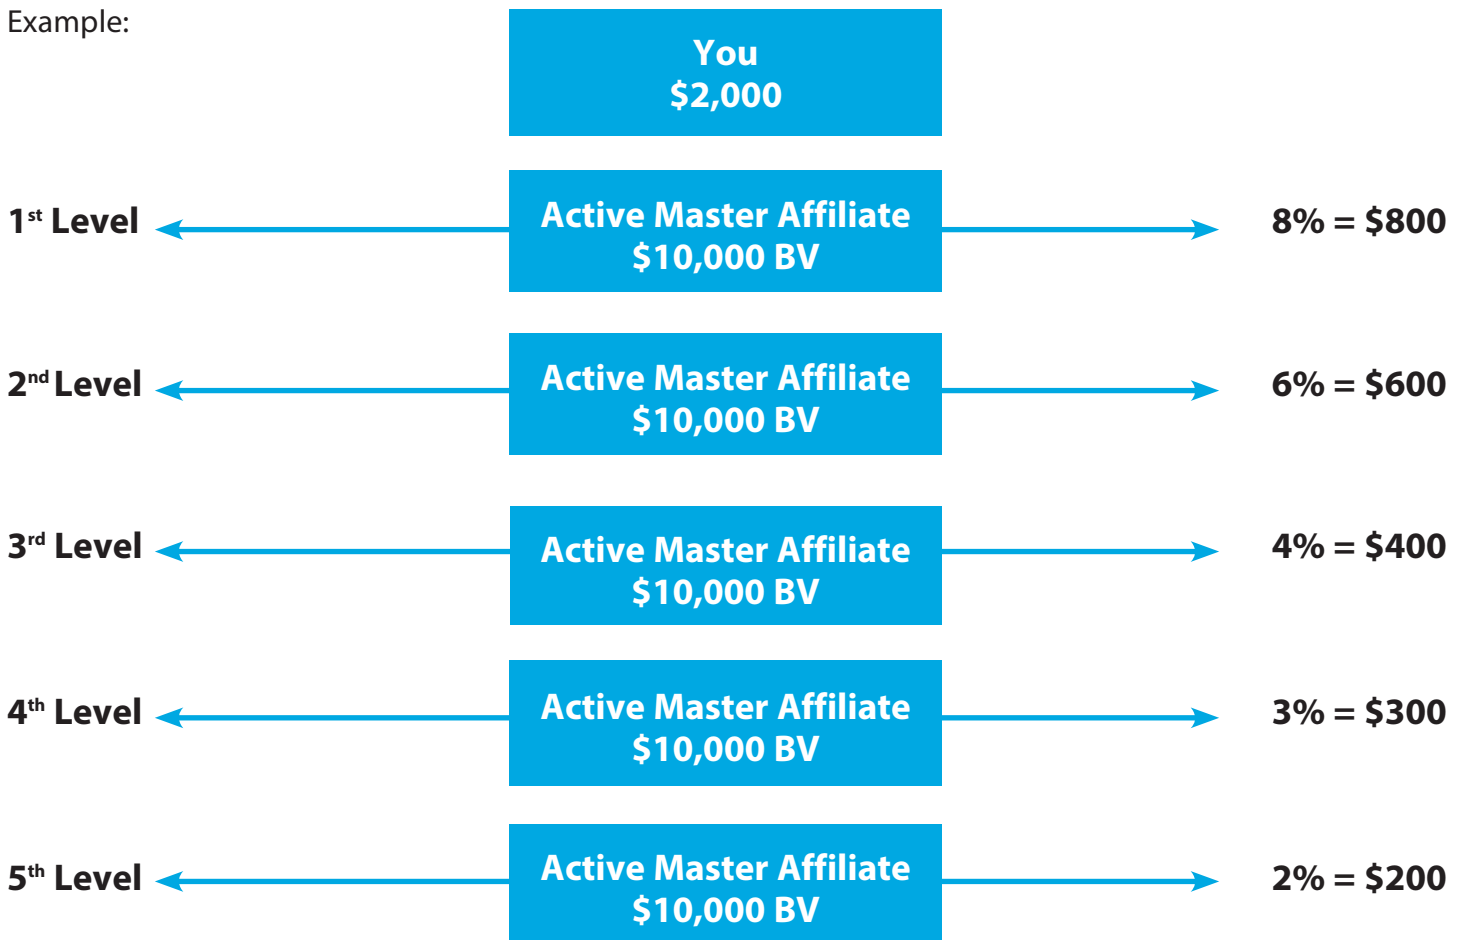 Example:
You
$2,000
1st Level
Active Master Affiliate
$10,000 BV
8% = $800
2nd Level
Active Master Affiliate
$10,000 BV
6% = $600
3rd Level
Active Master Affiliate
$10,000 BV
4% = $400
4th Level
Active Master Affiliate
$10,000 BV
3% = $300
5th Level
Active Master Affiliate
$10,000 BV
2% = $200